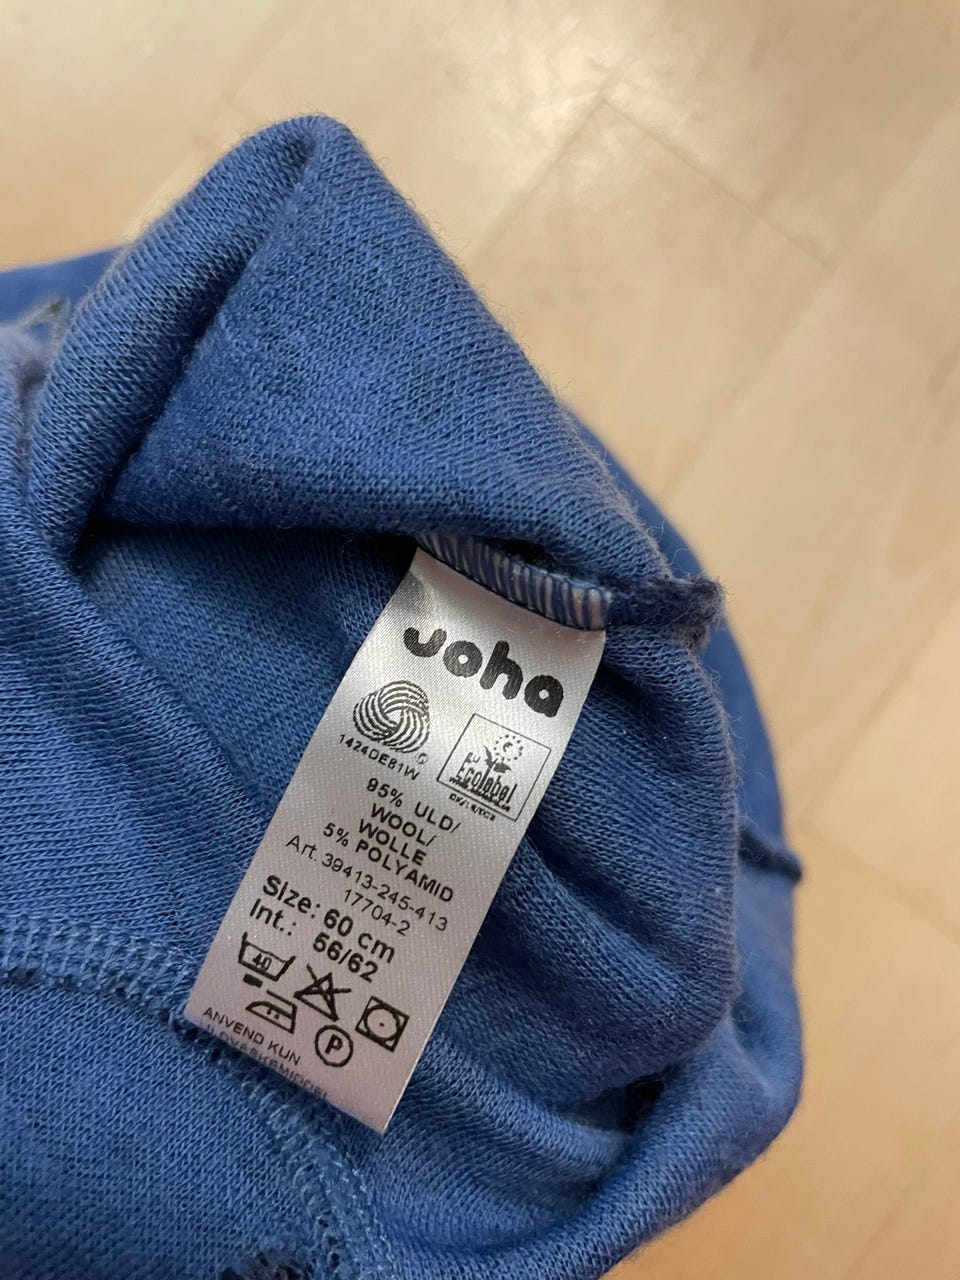 Joha
1424DE81W
Ecolabel
95% ULD/
WOOL/
WOLLE
5% POLYAMID
Art. 39413-245-413
17704-2
Size: 60 cm
Int.: 56/62
40
P
ANVEND KUN